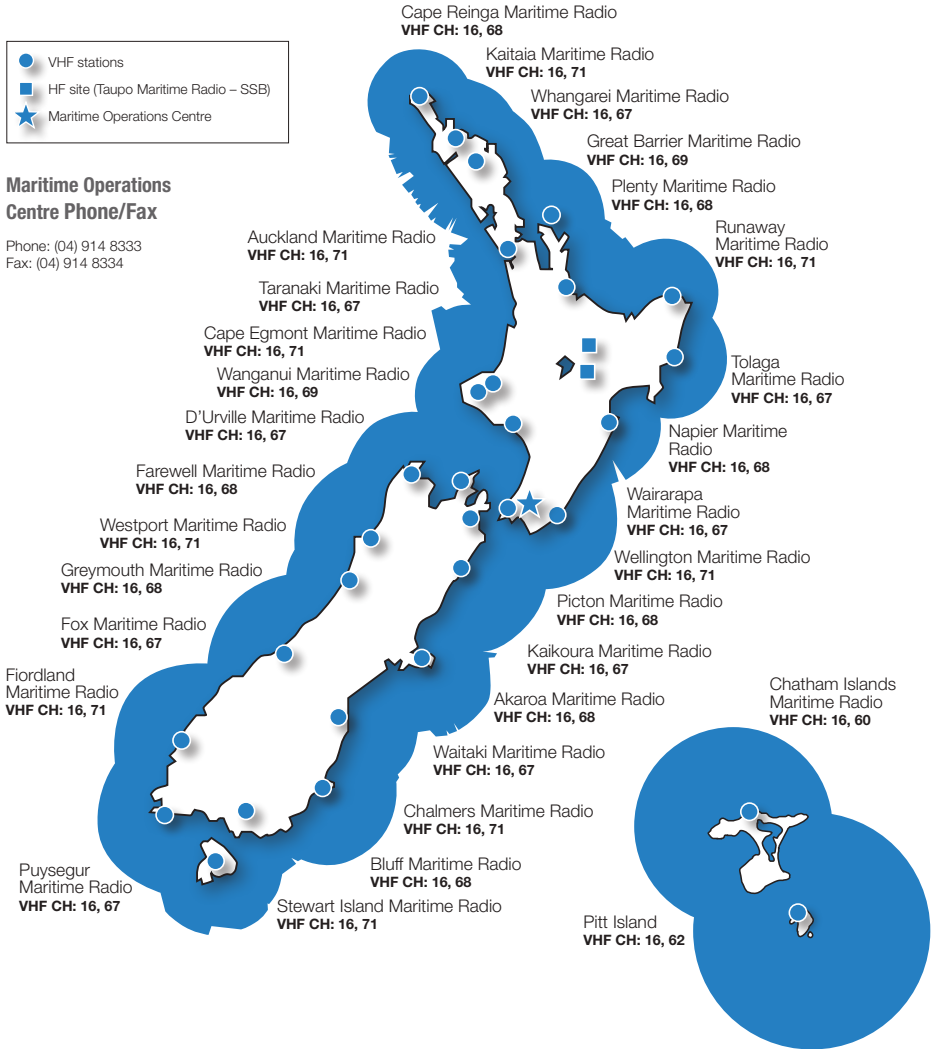 Cape Reinga Maritime Radio
VHF CH: 16, 68
Kaitaia Maritime Radio
VHF CH: 16, 71
Whangarei Maritime Radio
VHF CH: 16, 67
Great Barrier Maritime Radio
VHF CH: 16, 69
Plenty Maritime Radio
VHF CH: 16, 68
Runaway
Maritime Radio
VHF CH: 16, 71
VHF stations
HF site (Taupo Maritime Radio – SSB)
Maritime Operations Centre
Maritime Operations
Centre Phone/Fax
Phone: (04) 914 8333
Fax: (04) 914 8334
Auckland Maritime Radio
VHF CH: 16, 71
Taranaki Maritime Radio
VHF CH: 16, 67
Cape Egmont Maritime Radio
VHF CH: 16, 71
Wanganui Maritime Radio
VHF CH: 16, 69
D'Urville Maritime Radio
VHF CH: 16, 67
Farewell Maritime Radio
VHF CH: 16, 68
Westport Maritime Radio
VHF CH: 16, 71
Greymouth Maritime Radio
VHF CH: 16, 68
Fox Maritime Radio
VHF CH: 16, 67
Fiordland
Maritime Radio
VHF CH: 16, 71
Puysegur
Maritime Radio
VHF CH: 16, 67
Tolaga
Maritime Radio
VHF CH: 16, 67
Napier Maritime
Radio
VHF CH: 16, 68
Wairarapa
Maritime Radio
VHF CH: 16, 67
Wellington Maritime Radio
VHF CH: 16, 71
Picton Maritime Radio
VHF CH: 16, 68
Kaikoura Maritime Radio
VHF CH: 16, 67
Akaroa Maritime Radio
VHF CH: 16, 68
Waitaki Maritime Radio
VHF CH: 16, 67
Chalmers Maritime Radio
VHF CH: 16, 71
Bluff Maritime Radio
VHF CH: 16, 68
Stewart Island Maritime Radio
VHF CH: 16, 71
Chatham Islands
Maritime Radio
VHF CH: 16, 60
Pitt Island
VHF CH: 16, 62